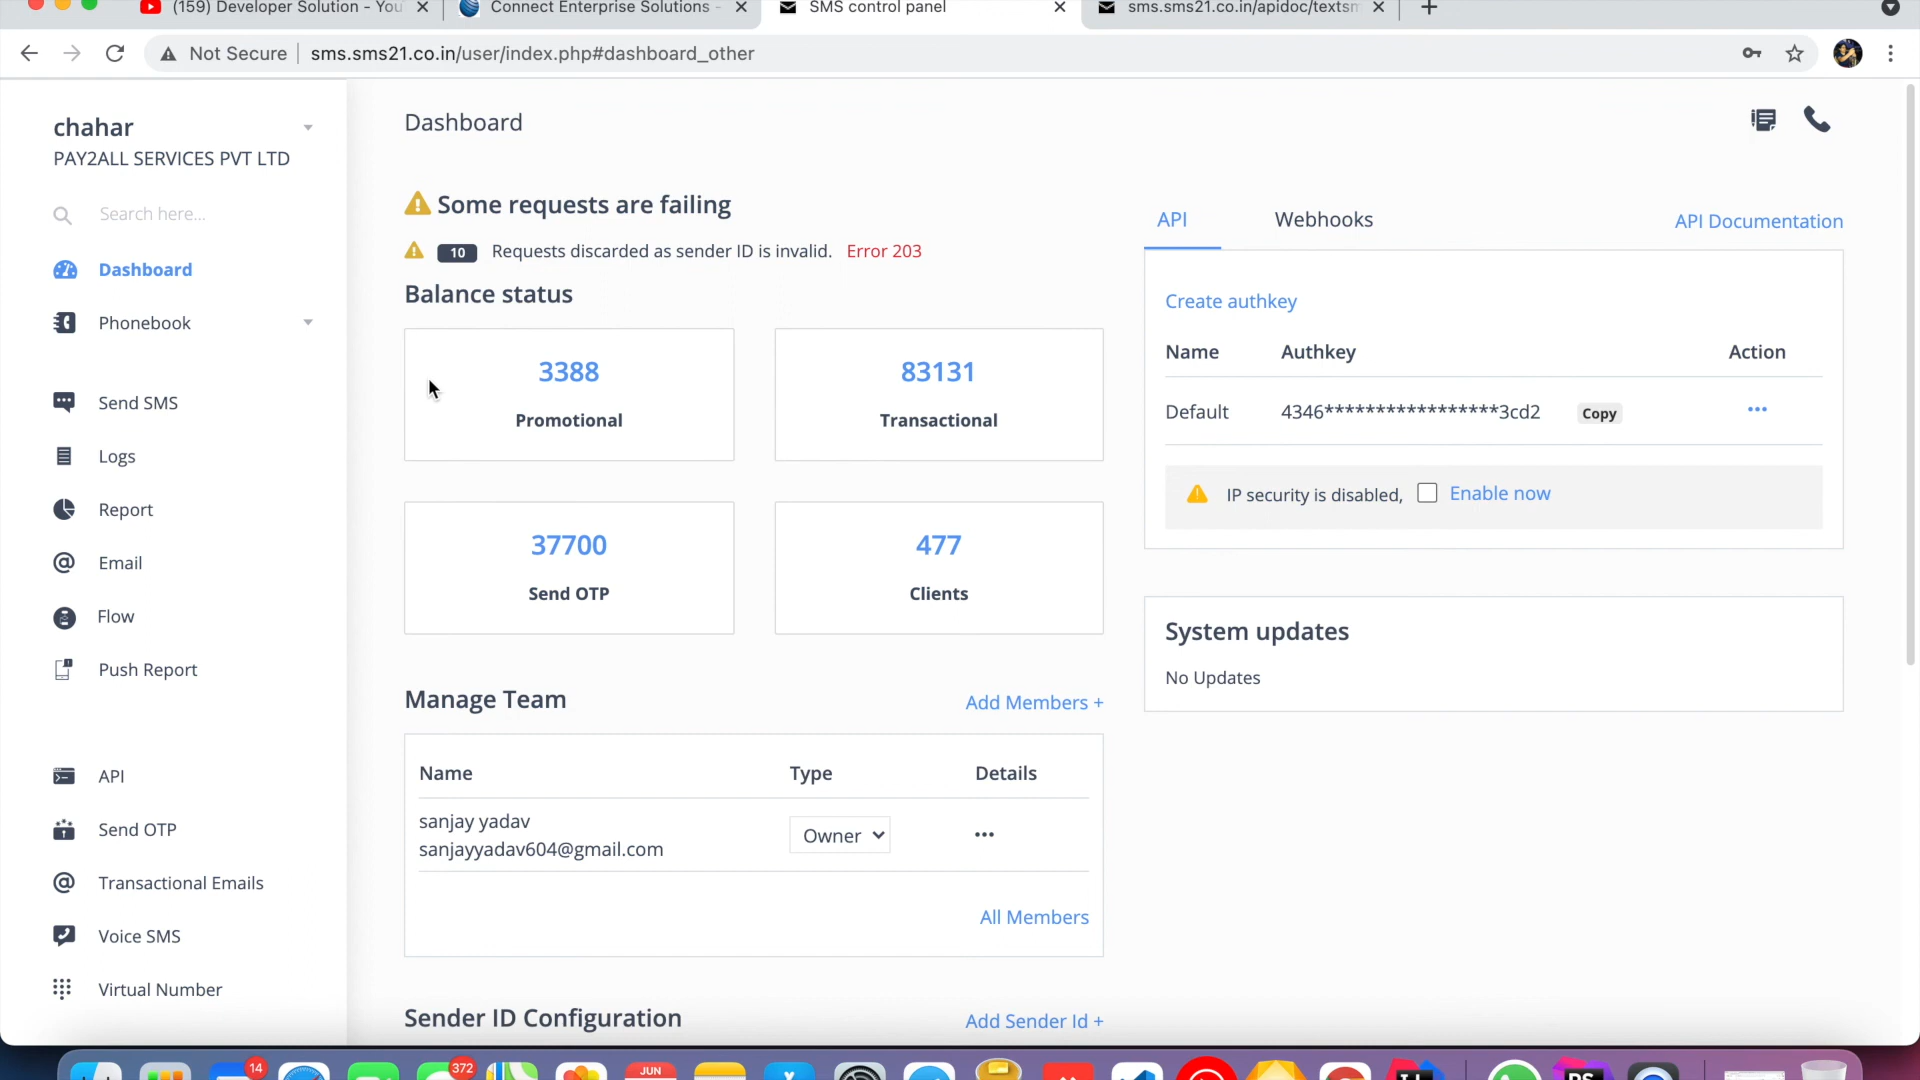 (159) Developer Solution - You
Connect Enterprise Solutions -
SMS control panel
sms.sms21.co.in/apidoc/textsm
Not Secure
sms.sms21.co.in/user/index.php#dashboard_other
chahar
PAY2ALL SERVICES PVT LTD
Search here...
Dashboard
Phonebook
Send SMS
Logs
Report
Email
Flow
Push Report
API
Send OTP
Transactional Emails
Voice SMS
Virtual Number
Dashboard
Some requests are failing
10 Requests discarded as sender ID is invalid. Error 203
Balance status
3388
Promotional
83131
Transactional
37700
Send OTP
477
Clients
Manage Team
Add Members +
Name Type Details
sanjay yadav
sanjayyadav604@gmail.com
Owner
All Members
Sender ID Configuration
Add Sender Id +
API Webhooks API Documentation
Create authkey
Name Authkey Action
Default 4346*****************3cd2 Copy
IP security is disabled, Enable now
System updates
No Updates
14
372
JUN